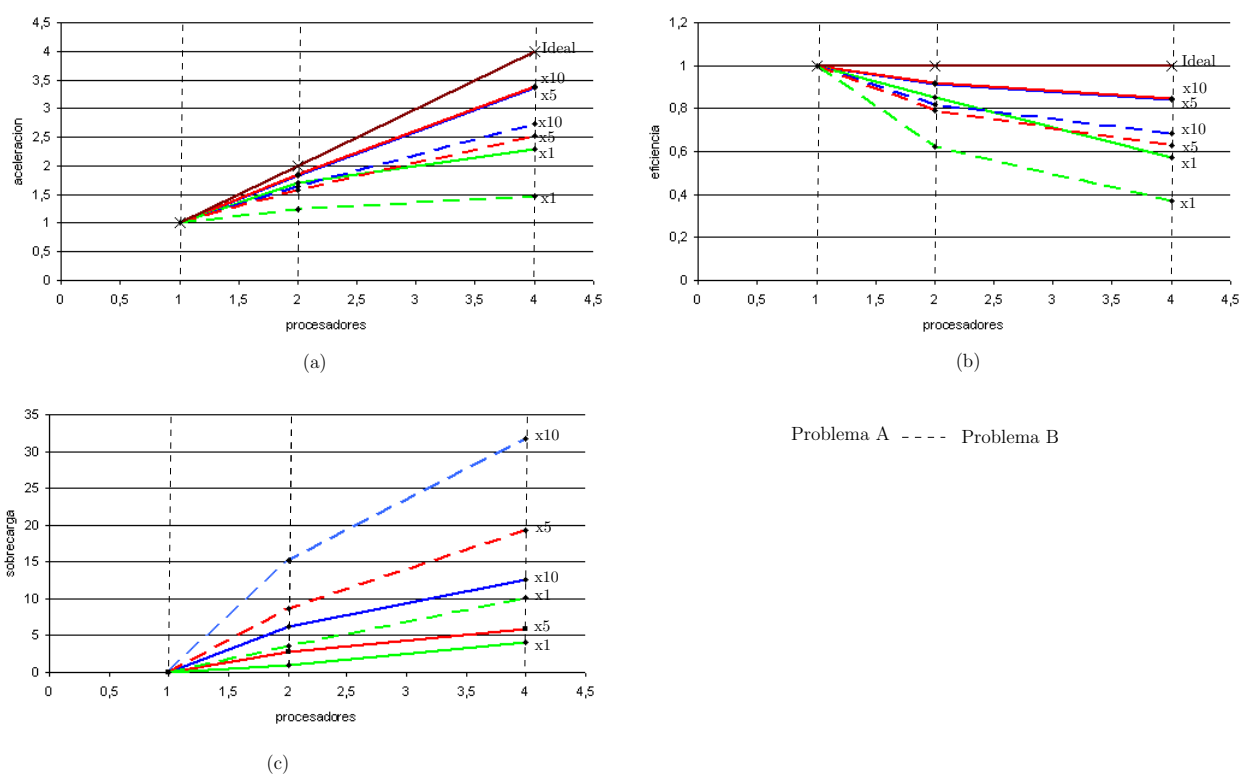 4,5
4
3,5
3
2,5
2
1,5
1
0,5
0
aceleracion
Ideal
x10
x5
x10
x5
x1
x1
0 0,5 1 1,5 2 2,5 3 3,5 4 4,5
procesadores
(a)
1,2
1
0,8
0,6
0,4
0,2
0
eficiencia
Ideal
x10
x5
x10
x5
x1
x1
0 0,5 1 1,5 2 2,5 3 3,5 4 4,5
procesadores
(b)
35
30
25
20
15
10
5
0
sobrecarga
x10
x5
x10
x1
x5
x1
0 0,5 1 1,5 2 2,5 3 3,5 4 4,5
procesadores
(c)
Problema A ---- Problema B